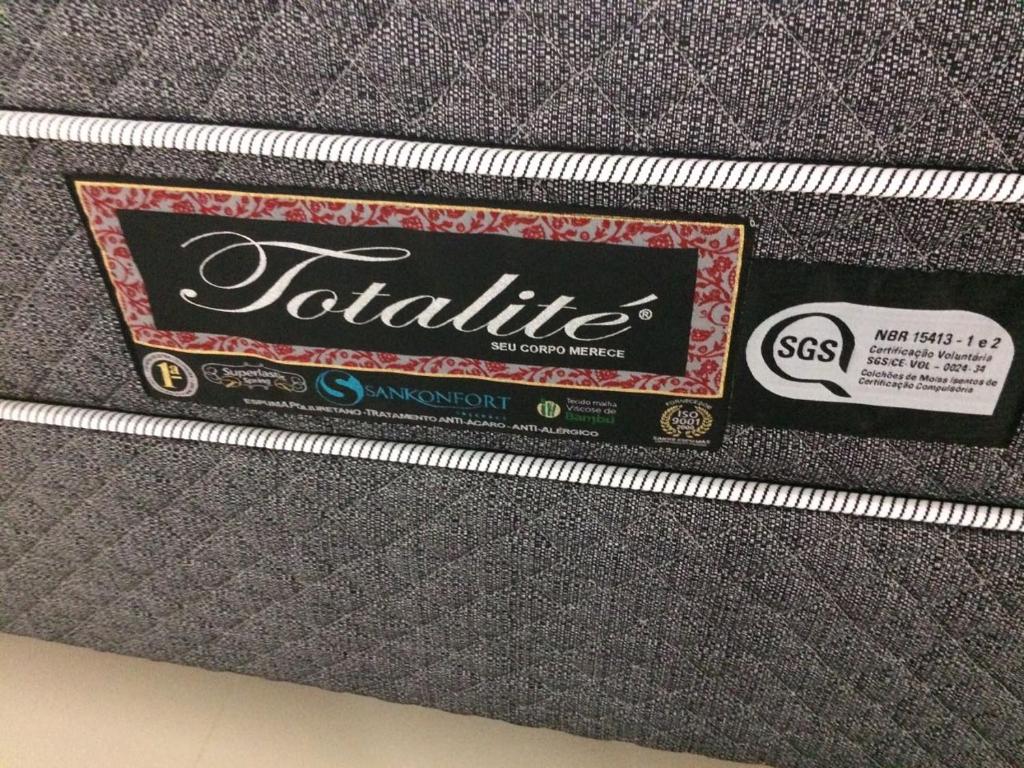 Totalité®
SEU CORPO MERECE
1ª
Superlastic
Spring
SANKONFORT
Tecido malha
Viscose de
Bambu
FORNECEDOR
ISO
9001
ESPUMA POLIURETANO - TRATAMENTO ANTI-ÁCARO - ANTI-ALÉRGICO
SGS
NBR 15413 - 1 e 2
Certificação Voluntária
SGS/CE-VOL - 0024-34
Colchões de Molas Isentos de
Certificação Compulsória